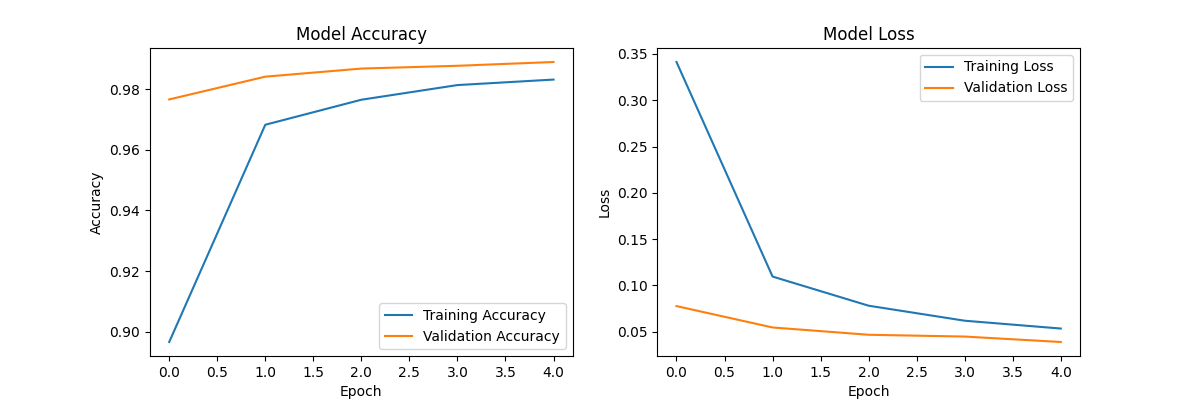 Model Accuracy
Accuracy
0.98
0.96
0.94
0.92
0.90
0.0 0.5 1.0 1.5 2.0 2.5 3.0 3.5 4.0
Epoch
Training Accuracy
Validation Accuracy
Model Loss
Loss
0.35
0.30
0.25
0.20
0.15
0.10
0.05
0.0 0.5 1.0 1.5 2.0 2.5 3.0 3.5 4.0
Epoch
Training Loss
Validation Loss